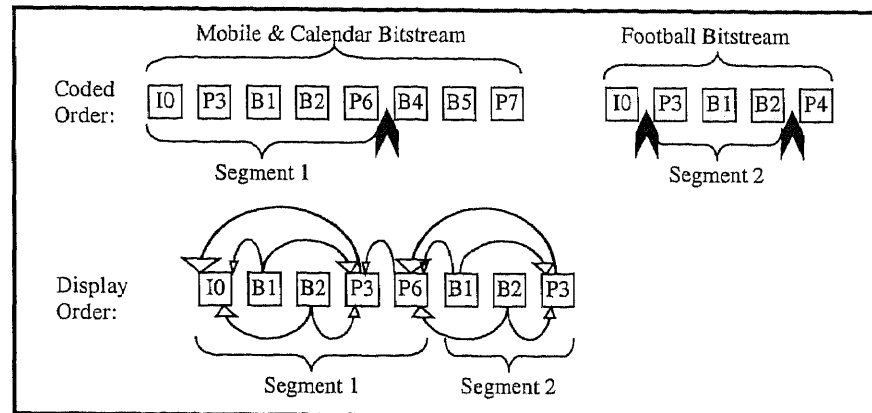 Mobile & Calendar Bitstream Football Bitstream
Coded Order: I0 P3 B1 B2 P6 B4 B5 P7 I0 P3 B1 B2 P4
Segment 1 Segment 2
Display Order: I0 B1 B2 P3 P6 B1 B2 P3
Segment 1 Segment 2